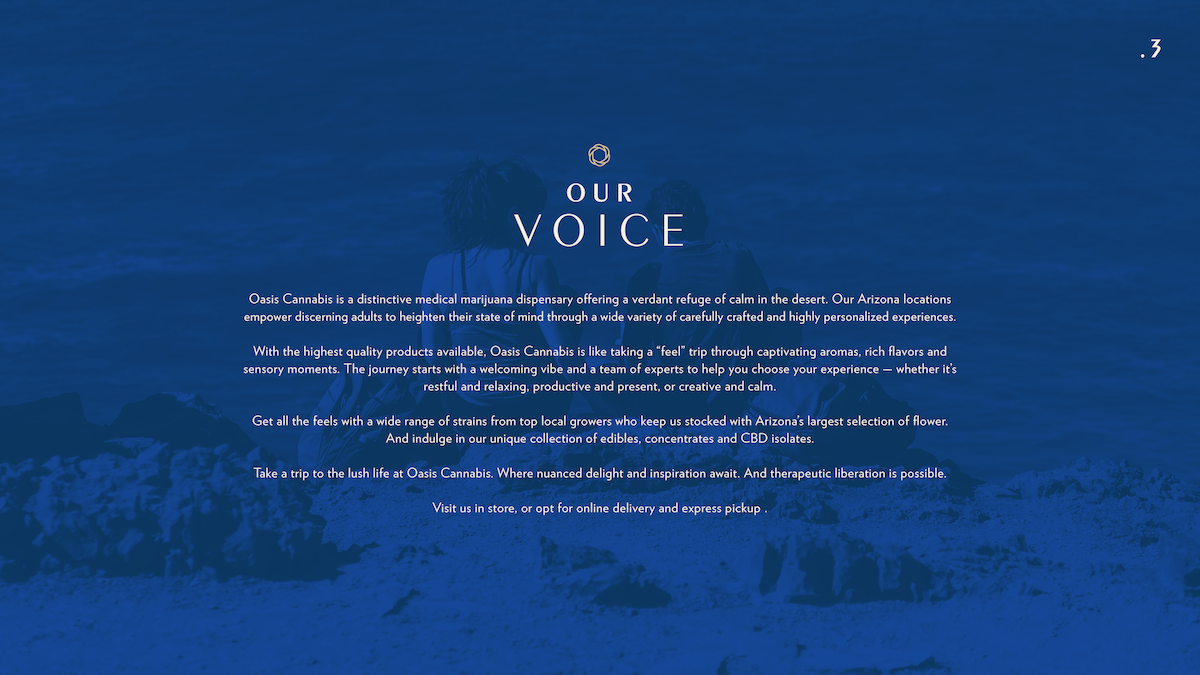 . 3
OUR
VOICE
Oasis Cannabis is a distinctive medical marijuana dispensary offering a verdant refuge of calm in the desert. Our Arizona locations
empower discerning adults to heighten their state of mind through a wide variety of carefully crafted and highly personalized experiences.
With the highest quality products available, Oasis Cannabis is like taking a “feel” trip through captivating aromas, rich flavors and
sensory moments. The journey starts with a welcoming vibe and a team of experts to help you choose your experience — whether it’s
restful and relaxing, productive and present, or creative and calm.
Get all the feels with a wide range of strains from top local growers who keep us stocked with Arizona’s largest selection of flower.
And indulge in our unique collection of edibles, concentrates and CBD isolates.
Take a trip to the lush life at Oasis Cannabis. Where nuanced delight and inspiration await. And therapeutic liberation is possible.
Visit us in store, or opt for online delivery and express pickup .